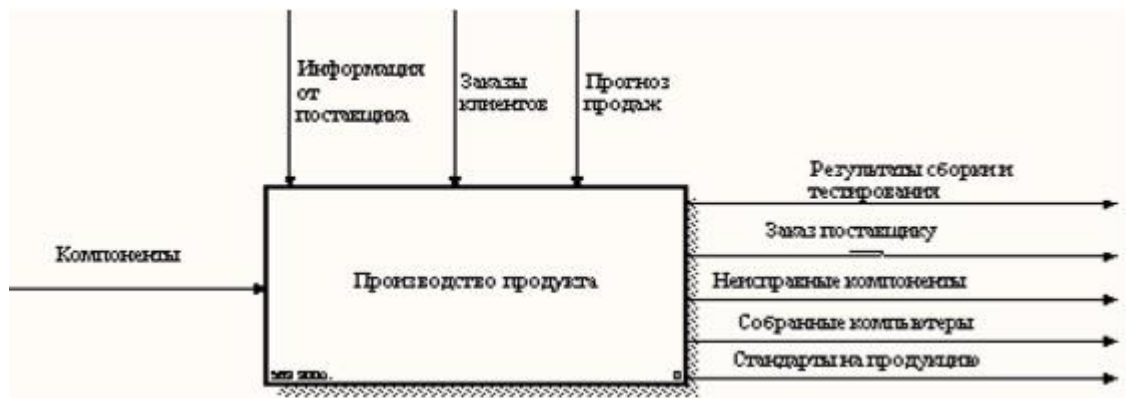 Информация
от
поставщика
Заказы
клиентов
Прогноз
продаж
Результаты сборки и
тестирования
Заказ поставщику
Компоненты
Производство продукта
Неисправные компоненты
Собранные компьютеры
Стандарты на продукцию
0